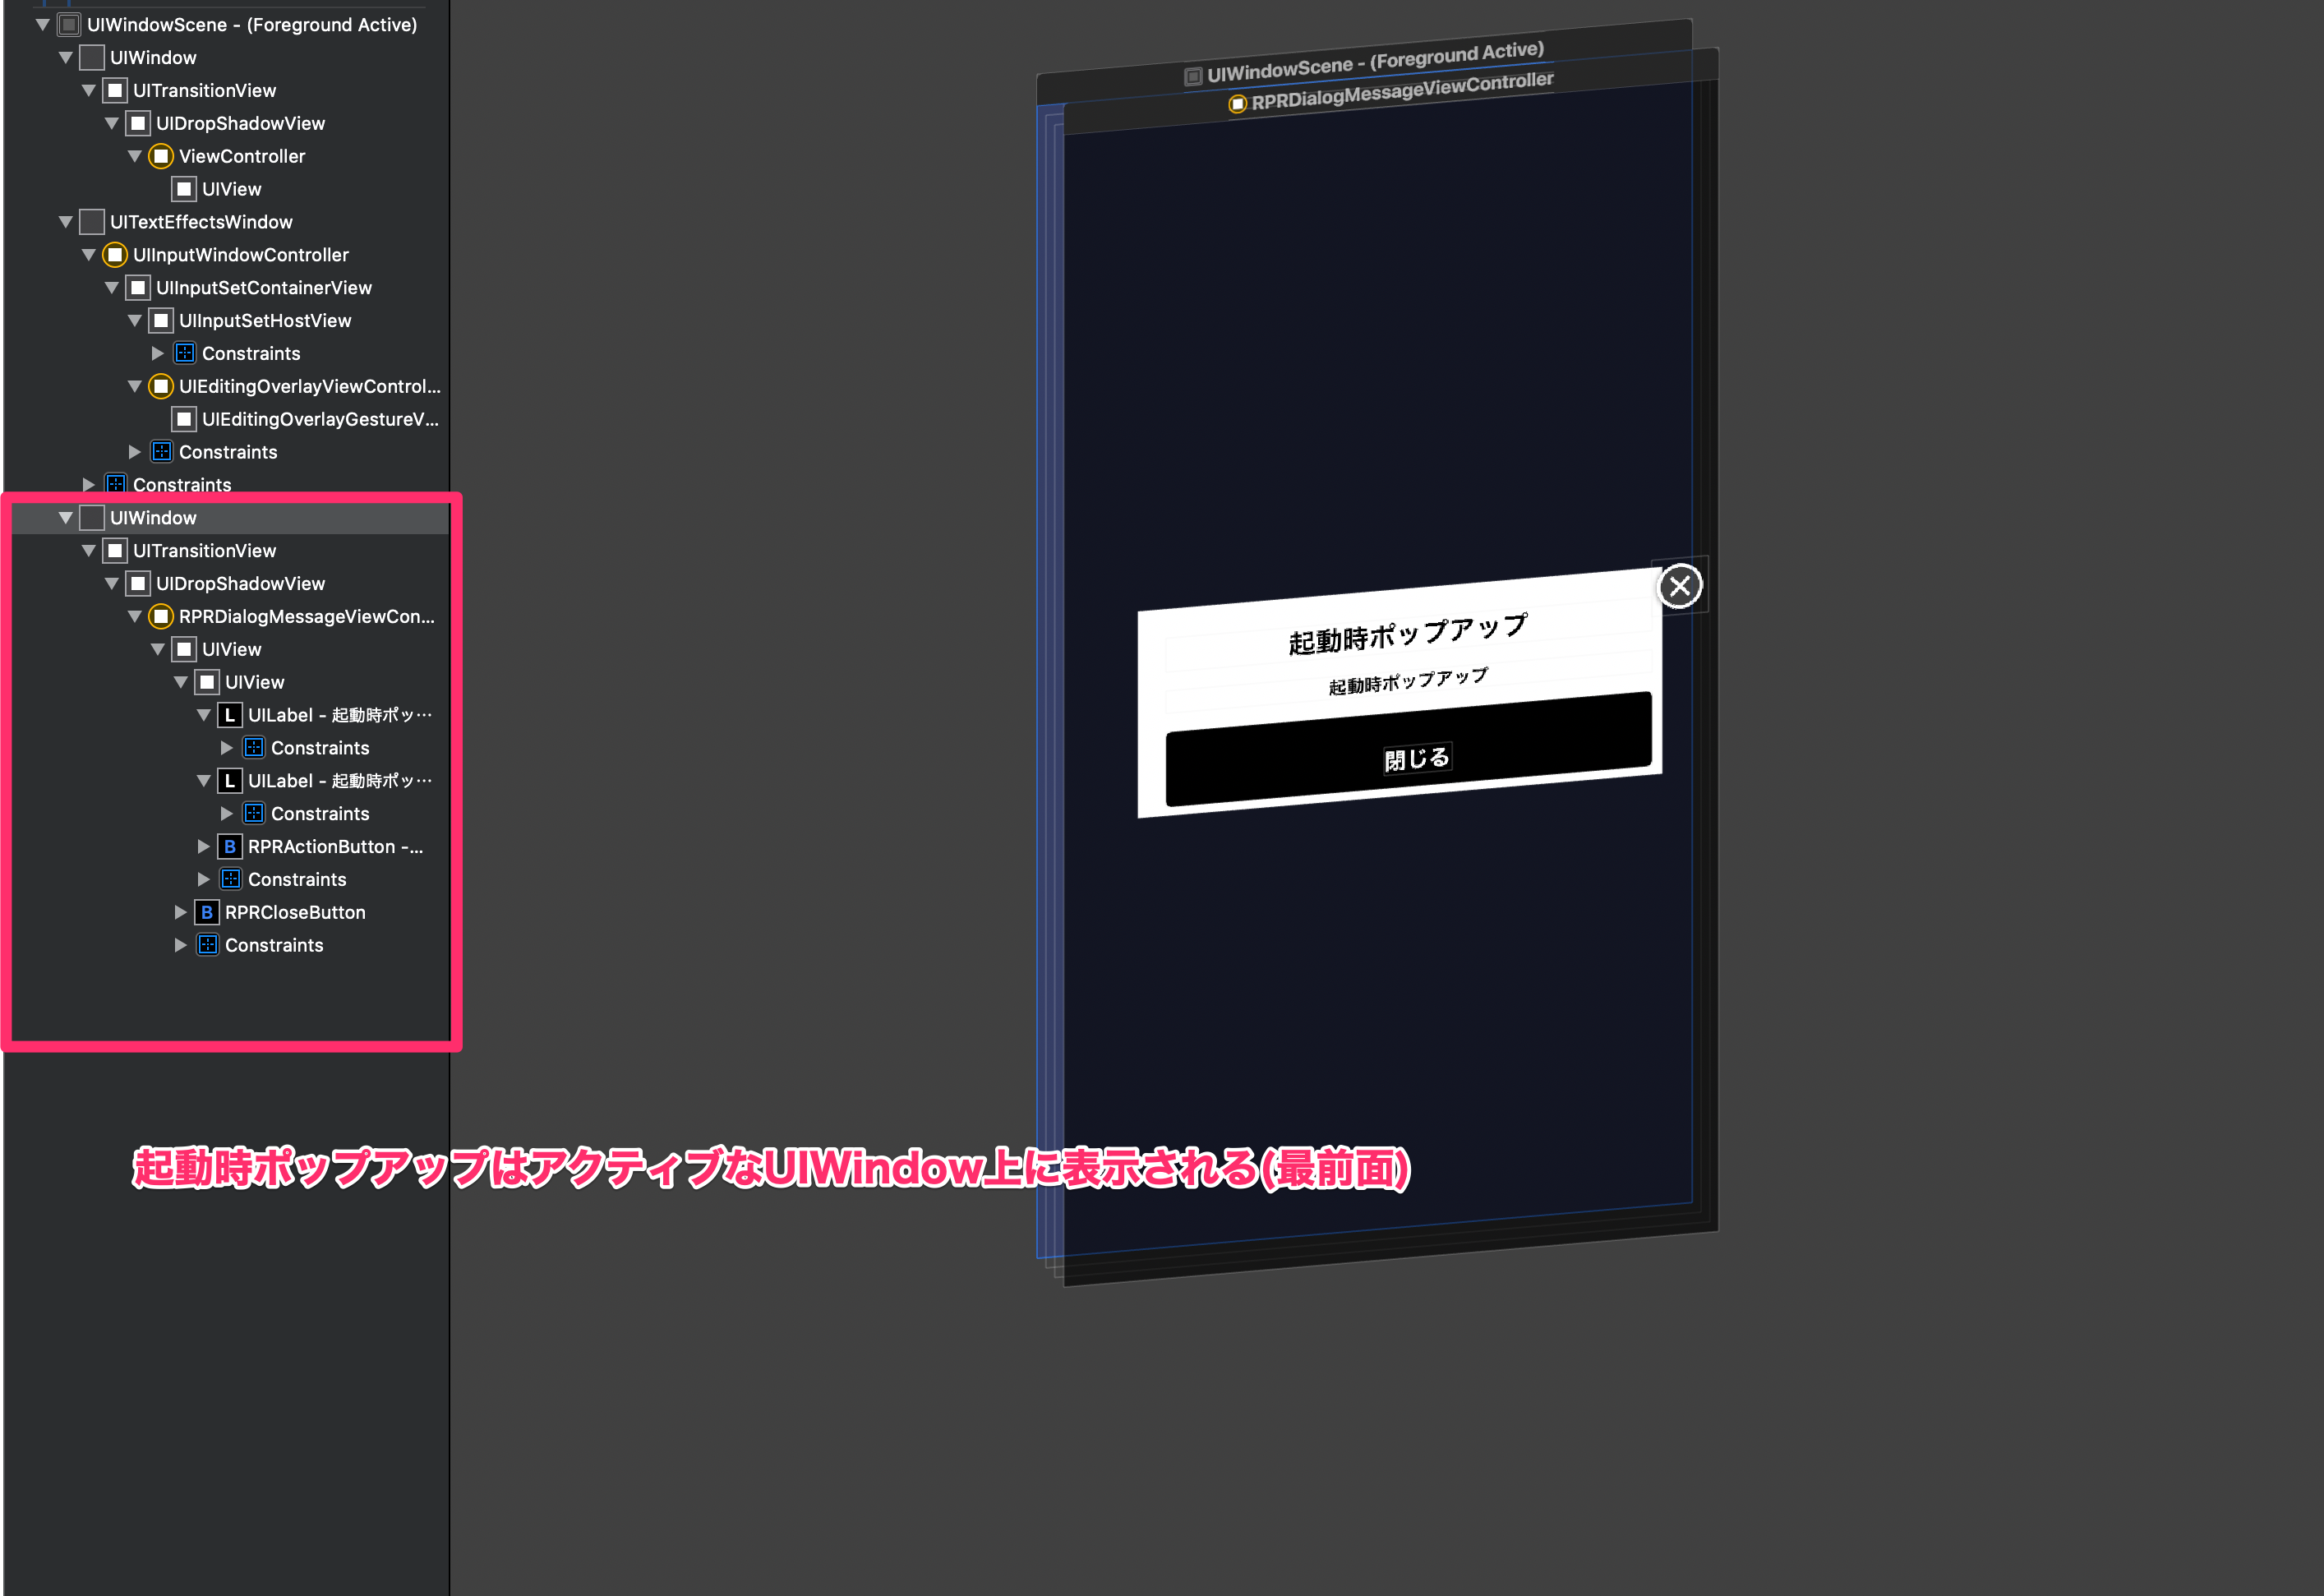 UIWindowScene - (Foreground Active)
UIWindow
UITransitionView
UIDropShadowView
ViewController
UIView
UITextEffectsWindow
UIInputWindowController
UIInputSetContainerView
UIInputSetHostView
Constraints
UIEditingOverlayViewControl...
UIEditingOverlayGestureV...
Constraints
Constraints
UIWindow
UITransitionView
UIDropShadowView
RPRDialogMessageViewCon...
UIView
UIView
L UILabel - 起動時ポッ…
Constraints
L UILabel - 起動時ポッ…
Constraints
B RPRActionButton -...
Constraints
B RPRCloseButton
Constraints
UIWindowScene - (Foreground Active)
RPRDialogMessageViewController
起動時ポップアップ
起動時ポップアップ
閉じる
起動時ポップアップはアクティブなUIWindow上に表示される(最前面)